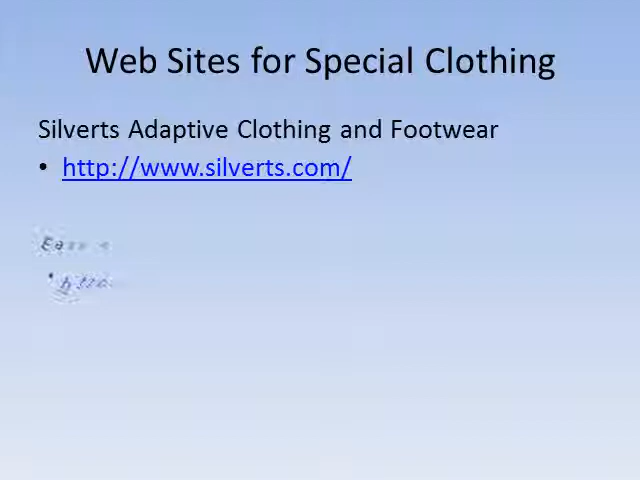 Web Sites for Special Clothing
Silverts Adaptive Clothing and Footwear
• http://www.silverts.com/